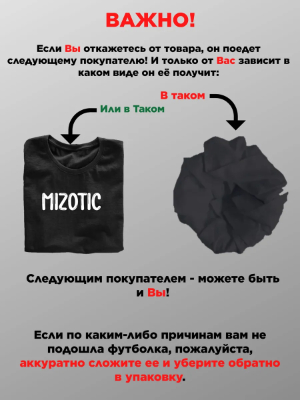 ВАЖНО!
Если Вы откажетесь от товара, он поедет
следующему покупателю! И только от Вас зависит в
каком виде он её получит:
В таком
Или в Таком
MIZOTIC
Следующим покупателем - можете быть
и Вы!
Если по каким-либо причинам вам не
подошла футболка, пожалуйста,
аккуратно сложите ее и уберите обратно
в упаковку.